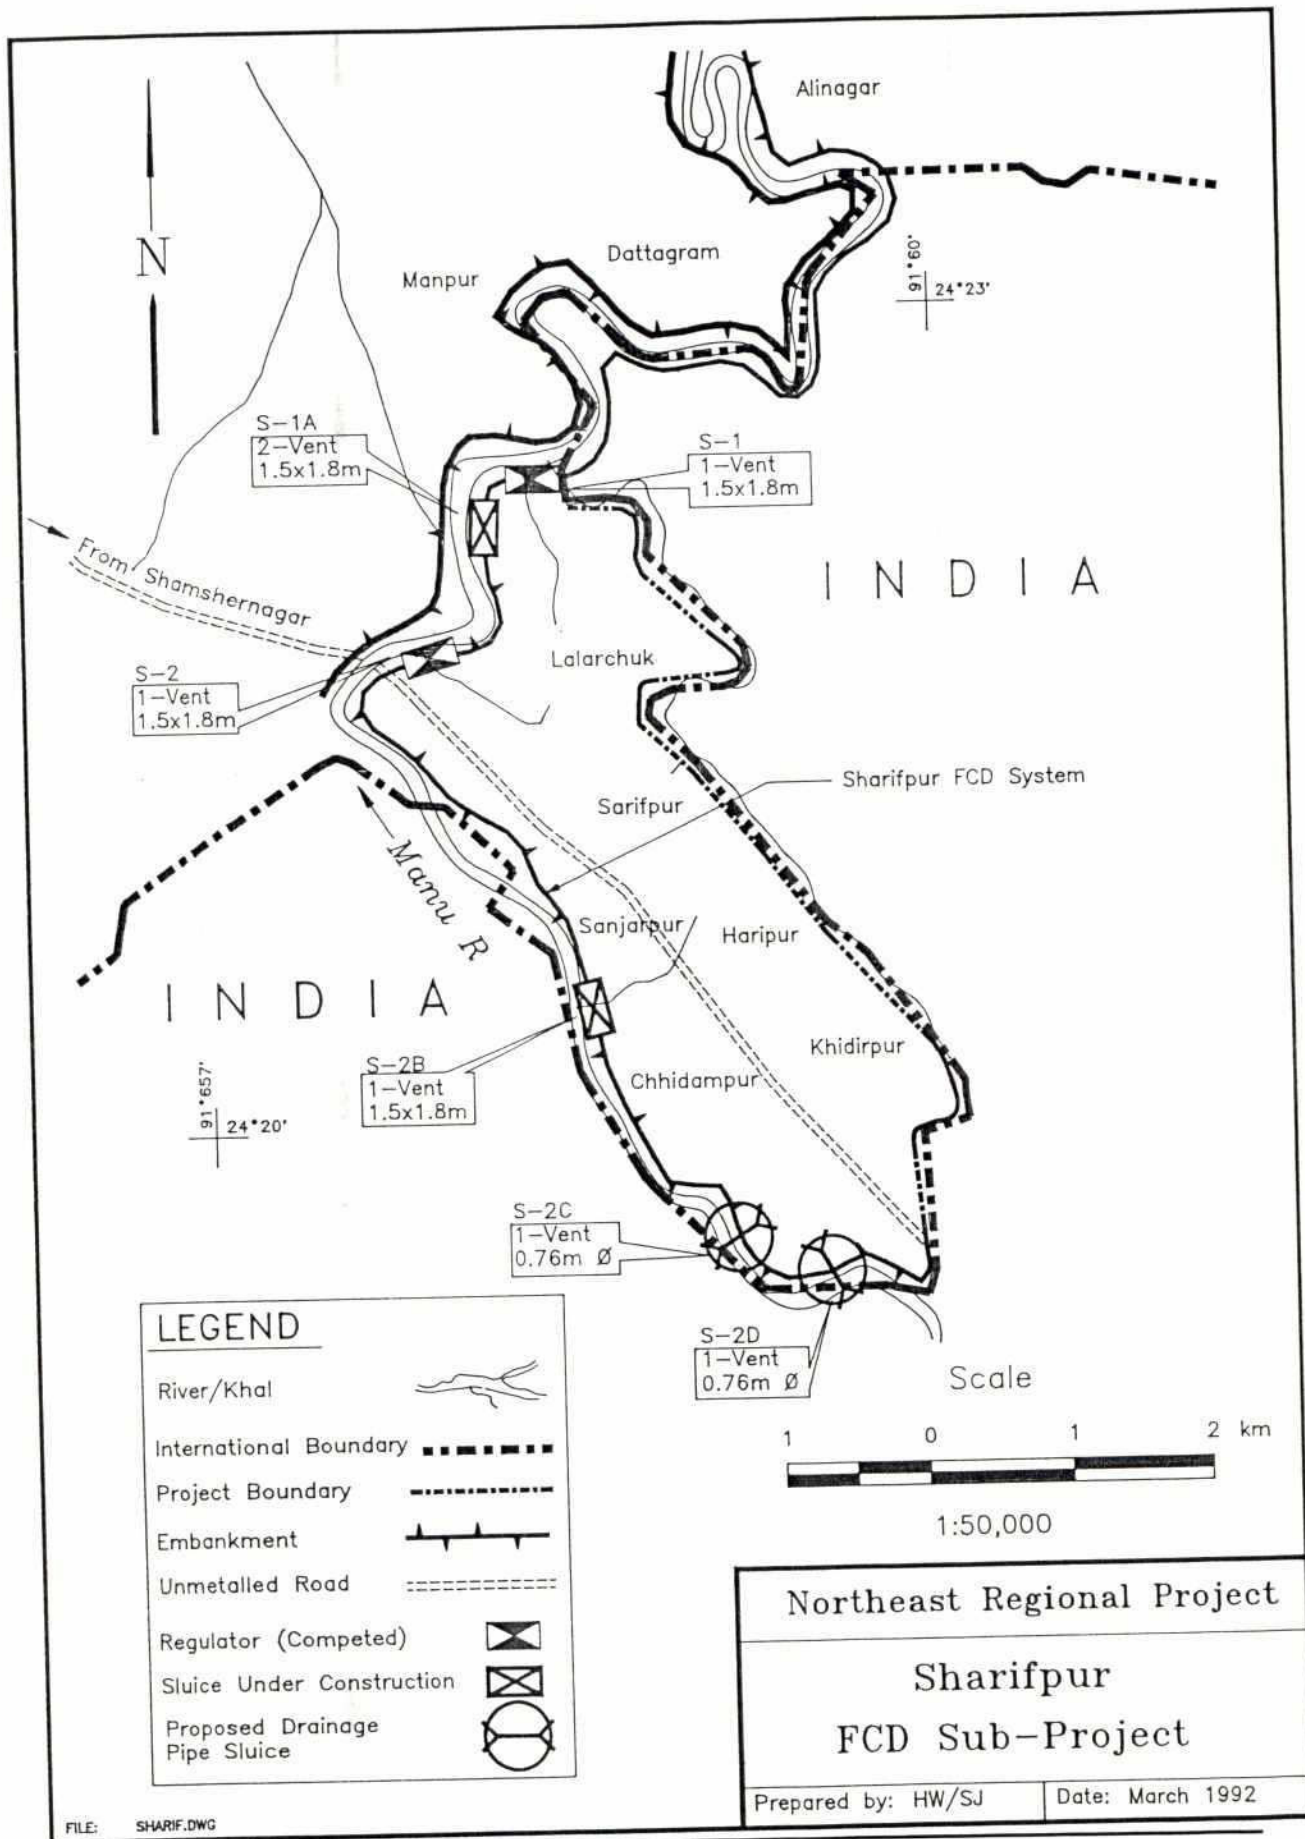 Alinagar
N
Dattagram
Manpur
91°60'
24°23'
S-1A
2-Vent
1.5x1.8m
S-1
1-Vent
1.5x1.8m
From Shamshernagar
INDIA
Lalarchuk
S-2
1-Vent
1.5x1.8m
Sharifpur FCD System
Sarifpur
Manu R
Sanjarpur
Haripur
INDIA
Khidirpur
S-2B
1-Vent
1.5x1.8m
Chhidampur
91°657'
24°20'
S-2C
1-Vent
0.76m Ø
S-2D
1-Vent
0.76m Ø
LEGEND
River/Khal
International Boundary
Project Boundary
Embankment
Unmetalled Road
Regulator (Competed)
Sluice Under Construction
Proposed Drainage
Pipe Sluice
Scale
1 0 1 2 km
1:50,000
Northeast Regional Project
Sharifpur
FCD Sub-Project
Prepared by: HW/SJ
Date: March 1992
FILE: SHARIF.DWG